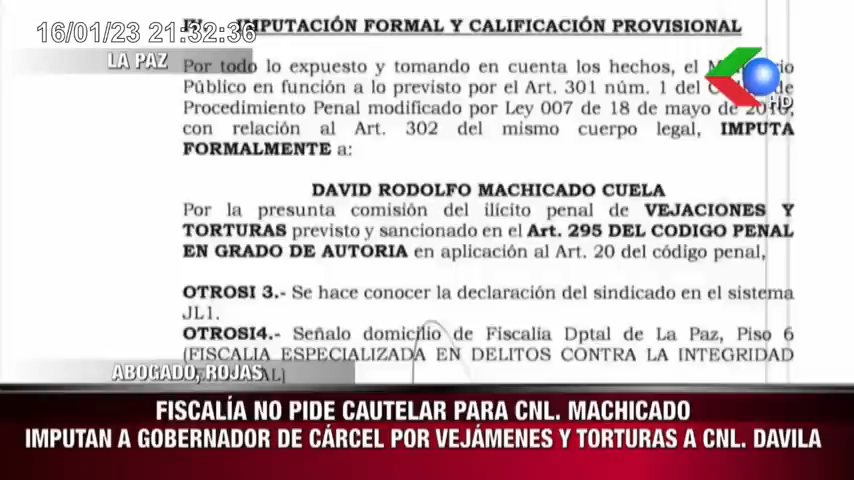 16/01/23 21:32:36
LA PAZ
IMPUTACIÓN FORMAL Y CALIFICACIÓN PROVISIONAL
Por todo lo expuesto y tomando en cuenta los hechos, el
Público en función a lo previsto por el Art. 301 núm. 1 del de
Procedimiento Penal modificado por Ley 007 de 18 de mayo de 2010,
con relación al Art. 302 del mismo cuerpo legal, IMPUTA
FORMALMENTE a:
DAVID RODOLFO MACHICADO CUELA
Por la presunta comisión del ilícito penal de VEJACIONES Y
TORTURAS previsto y sancionado en el Art. 295 DEL CODIGO PENAL
EN GRADO DE AUTORIA en aplicación al Art. 20 del código penal,
OTROSI 3.- Se hace conocer la declaración del sindicado en el sistema
JL1.
OTROSI4.- Señalo domicilio de Fiscalía Dptal de La Paz, Piso 6
(FISCALIA ESPECIALIZADA EN DELITOS CONTRA LA INTEGRIDAD
HD
ABOGADO, ROJAS
FISCALÍA NO PIDE CAUTELAR PARA CNL. MACHICADO
IMPUTAN A GOBERNADOR DE CÁRCEL POR VEJÁMENES Y TORTURAS A CNL. DAVILA